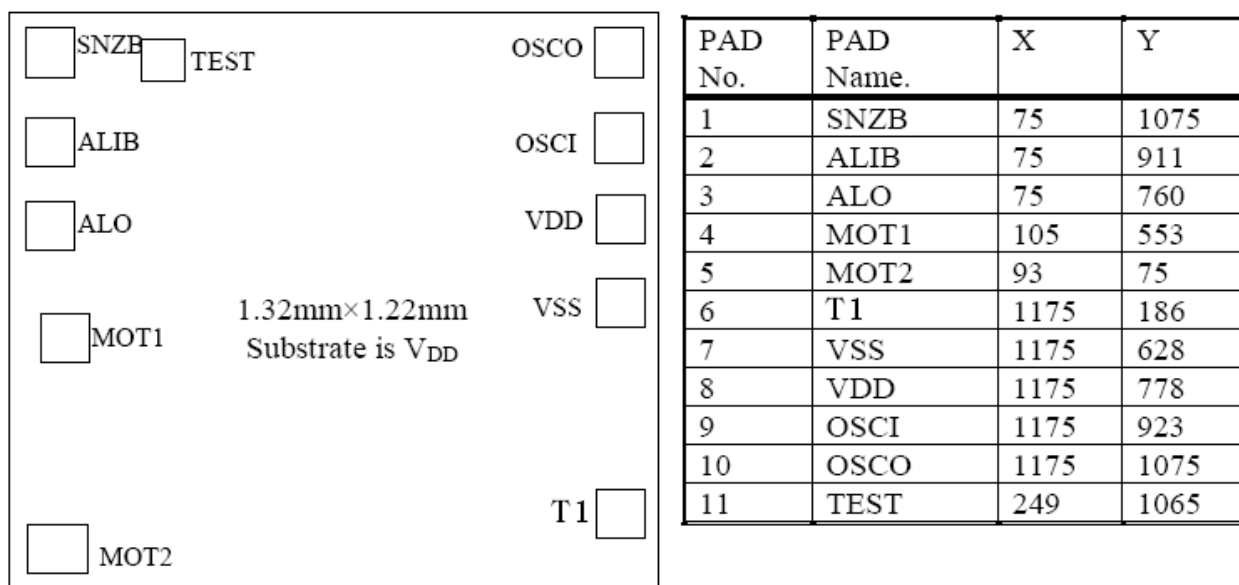 SNZB
TEST
OSCO
ALIB
OSCI
ALO
VDD
1.32mm×1.22mm
VSS
MOT1
Substrate is VDD
T1
MOT2
PAD No. PAD Name. X Y
1 SNZB 75 1075
2 ALIB 75 911
3 ALO 75 760
4 MOT1 105 553
5 MOT2 93 75
6 T1 1175 186
7 VSS 1175 628
8 VDD 1175 778
9 OSCI 1175 923
10 OSCO 1175 1075
11 TEST 249 1065